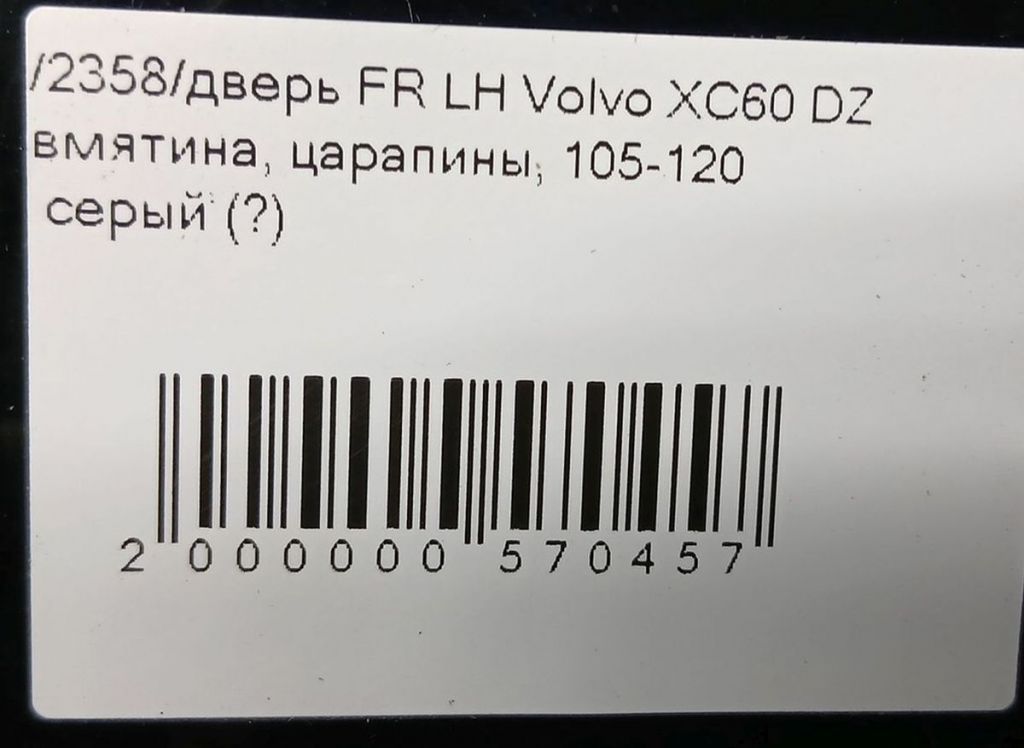 /2358/дверь FR LH Volvo XC60 DZ
вмятина, царапины, 105-120
серый (?)
2 000000 570457